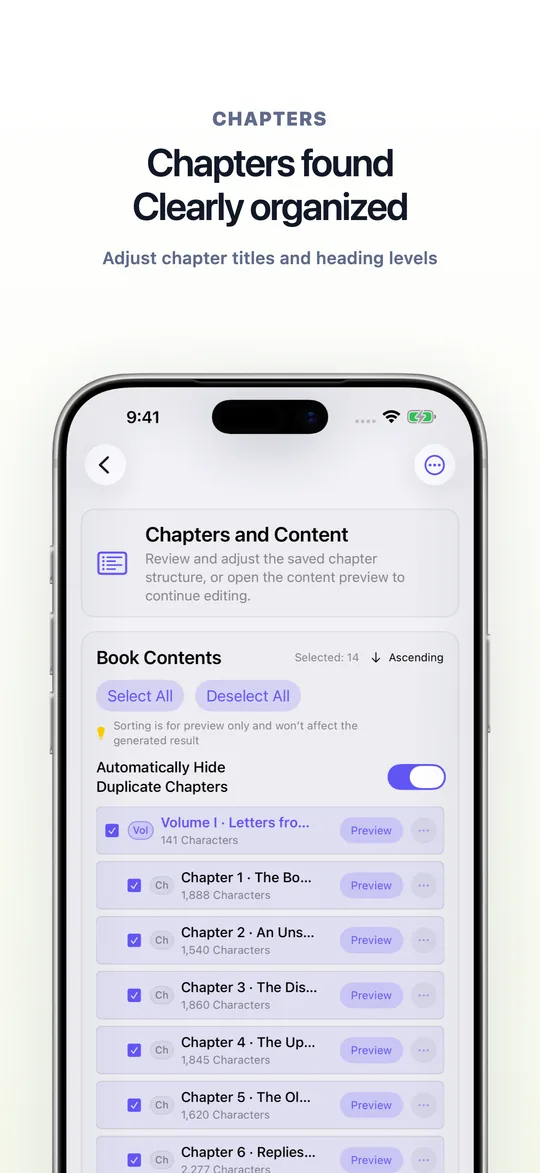 CHAPTERS
Chapters found
Clearly organized
Adjust chapter titles and heading levels
9:41
Chapters and Content
Review and adjust the saved chapter
structure, or open the content preview to
continue editing.
Book Contents
Selected: 14
Ascending
Select All
Deselect All
Sorting is for preview only and won't affect the
generated result
Automatically Hide
Duplicate Chapters
Vol
Volume I · Letters fro...
141 Characters
Preview
Ch
Chapter 1 · The Bo...
1,888 Characters
Preview
Ch
Chapter 2 · An Uns...
1,540 Characters
Preview
Ch
Chapter 3 · The Dis...
1,860 Characters
Preview
Ch
Chapter 4 · The Up...
1,845 Characters
Preview
Ch
Chapter 5 · The Ol...
1,620 Characters
Preview
Ch
Chapter 6 · Replies...
2,277 Characters
Preview